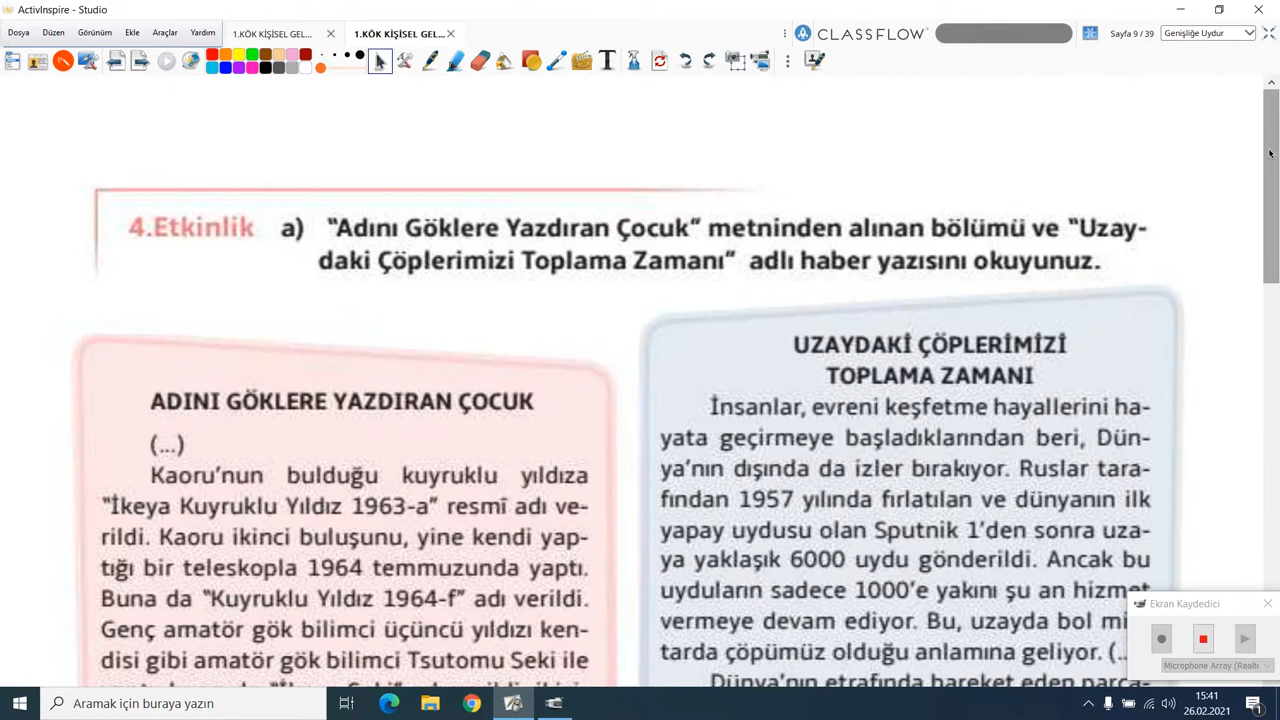 ActivInspire - Studio
Dosya Düzen Görünüm Ekle Araçlar Yardım
1.KÖK KİŞİSEL GEL...
1.KÖK KİŞİSEL GEL...
CLASSFLOW
Sayfa 9 / 39
Genişliğe Uydur
4.Etkinlik a) "Adını Göklere Yazdıran Çocuk" metninden alınan bölümü ve "Uzay-
daki Çöplerimizi Toplama Zamanı" adlı haber yazısını okuyunuz.
ADINI GÖKLERE YAZDIRAN ÇOCUK
(...)
Kaoru'nun bulduğu kuyruklu yıldıza
"İkeya Kuyruklu Yıldız 1963-a" resmî adı ve-
rildi. Kaoru ikinci buluşunu, yine kendi yap-
tığı bir teleskopla 1964 temmuzunda yaptı.
Buna da "Kuyruklu Yıldız 1964-f" adı verildi.
Genç amatör gök bilimci üçüncü yıldızı ken-
disi gibi amatör gök bilimci Tsutomu Seki ile
UZAYDAKİ ÇÖPLERİMİZİ
TOPLAMA ZAMANI
İnsanlar, evreni keşfetme hayallerini ha-
yata geçirmeye başladıklarından beri, Dün-
ya'nın dışında da izler bırakıyor. Ruslar tara-
fından 1957 yılında fırlatılan ve dünyanın ilk
yapay uydusu olan Sputnik 1'den sonra uza-
ya yaklaşık 6000 uydu gönderildi. Ancak bu
uyduların sadece 1000'e yakını şu an hizmet
vermeye devam ediyor. Bu, uzayda bol mi
tarda çöpümüz olduğu anlamına geliyor. (..
Dünya'nın etrafında hareket eden parça-
Ekran Kaydedici
Microphone Array (Realt
Aramak için buraya yazın
15:41
26.02.2021
1